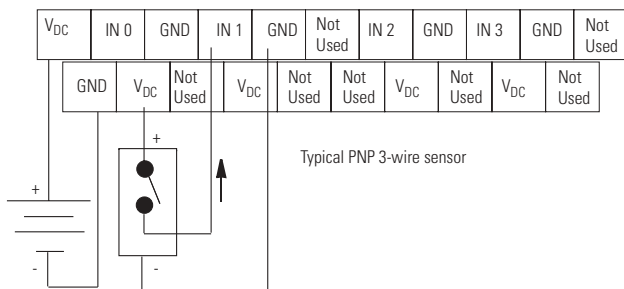 VDC IN 0 GND IN 1 GND Not Used IN 2 GND IN 3 GND Not Used
GND VDC Not Used VDC Not Used Not Used VDC Not Used VDC Not Used
+
Typical PNP 3-wire sensor
+
-
-